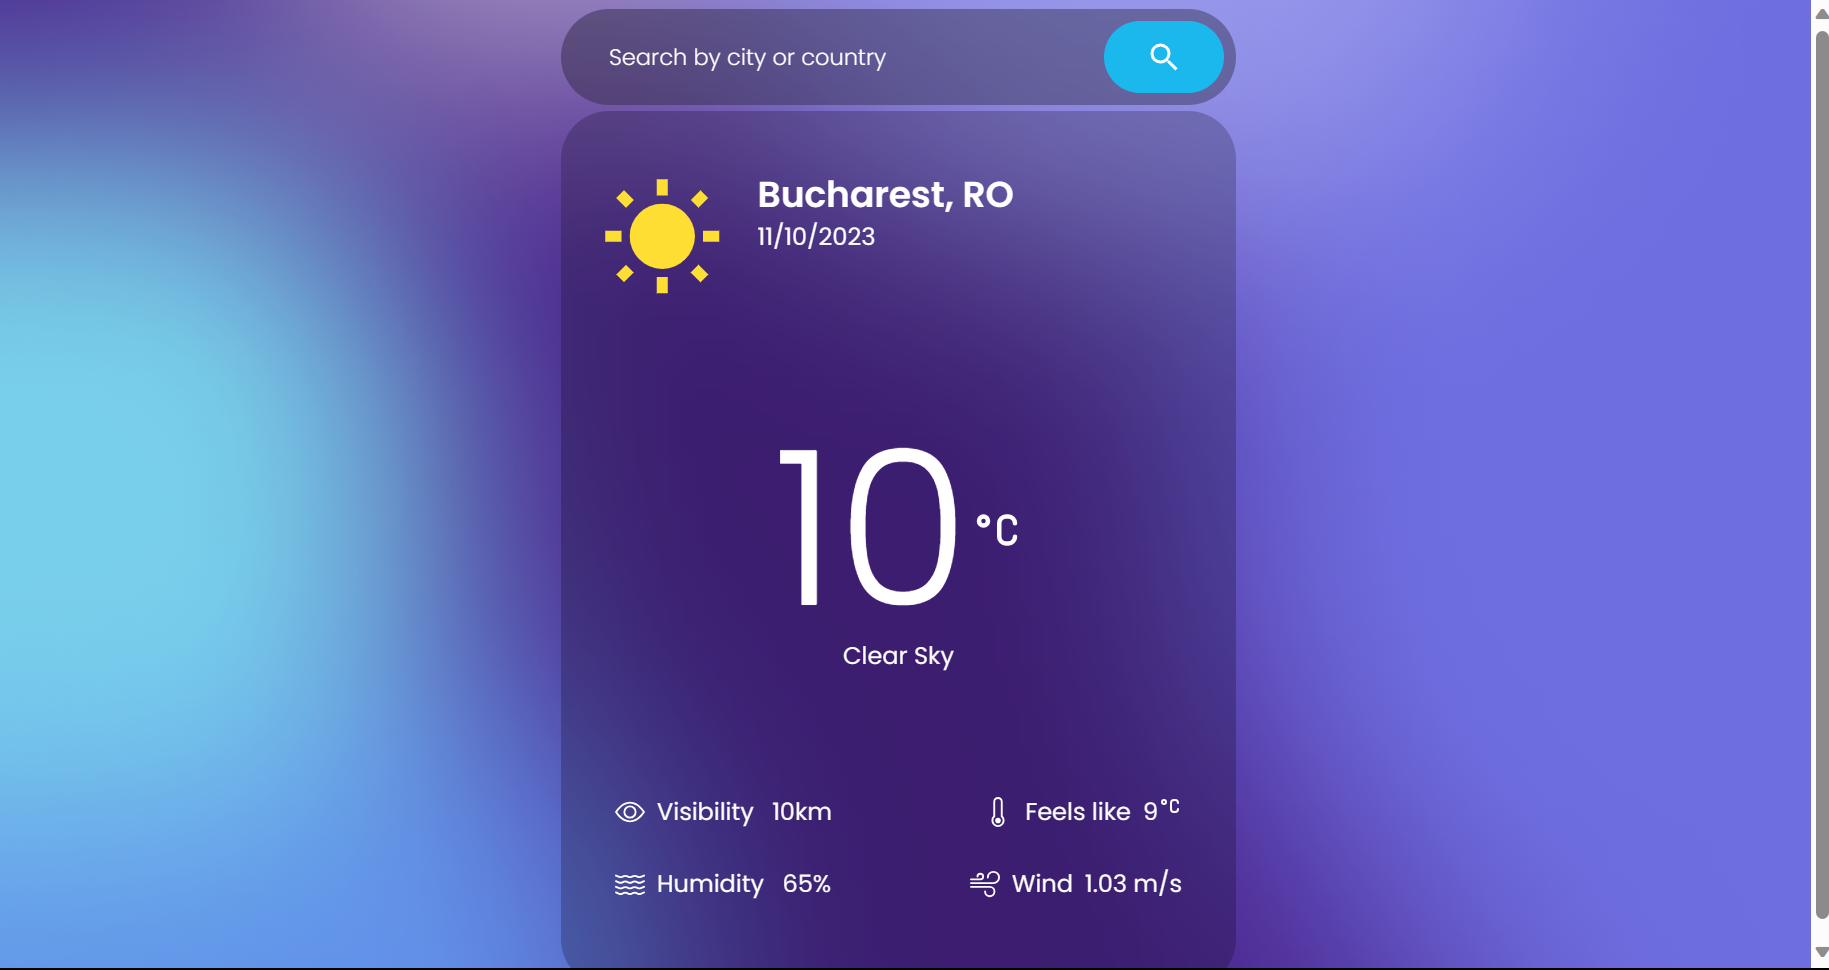 Search by city or country
Bucharest, RO
11/10/2023
10 °C
Clear Sky
Visibility 10km
Feels like 9°C
Humidity 65%
Wind 1.03 m/s